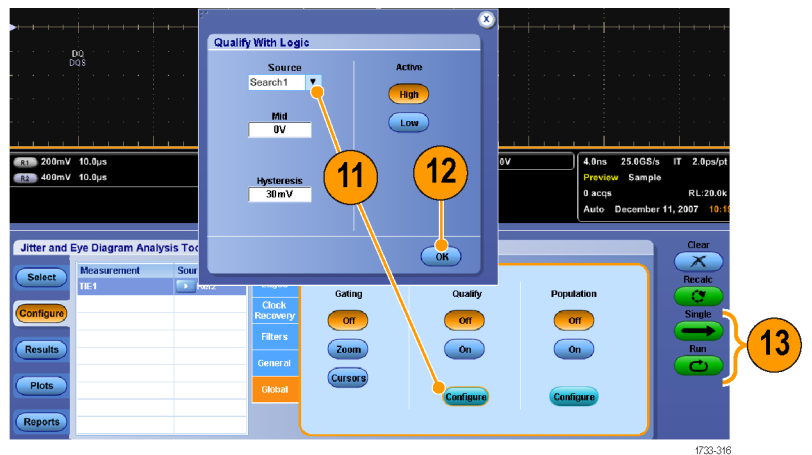 DQ
DQS
Qualify With Logic
Source
Search1
Mid
0V
Hysteresis
30mV
Active
High
Low
OK
x
11
12
R1 200mV 10.0μs
R2 400mV 10.0μs
0V
4.0ns 25.0GS/s IT 2.0ps/pt
Preview Sample
0 acqs RL:20.0k
Auto December 11, 2007
Jitter and Eye Diagram Analysis
Select
Configure
Results
Plots
Reports
Measurement
TIE1
Clock
Recovery
Filters
General
Global
Gating
Off
Zoom
Cursors
Qualify
Off
On
Configure
Population
Off
On
Configure
Clear
Recalc
Single
Run
13
1733-316